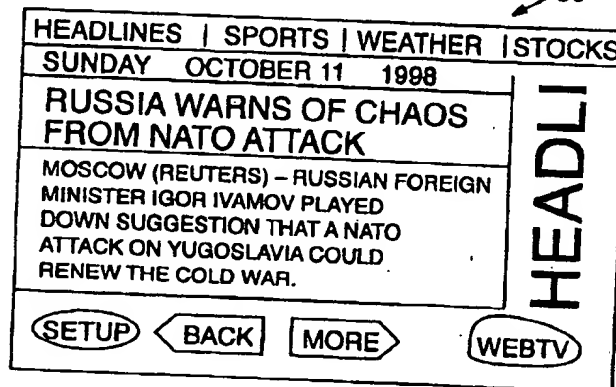 HEADLINES | SPORTS | WEATHER | STOCKS
SUNDAY OCTOBER 11 1998
RUSSIA WARNS OF CHAOS
FROM NATO ATTACK
MOSCOW (REUTERS) – RUSSIAN FOREIGN
MINISTER IGOR IVAMOV PLAYED
DOWN SUGGESTION THAT A NATO
ATTACK ON YUGOSLAVIA COULD
RENEW THE COLD WAR.
HEADLI
SETUP BACK MORE WEBTV